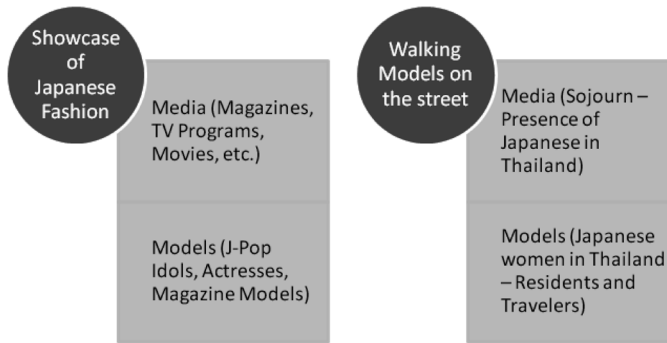 Showcase
of
Japanese
Fashion
Media (Magazines,
TV Programs,
Movies, etc.)
Models (J-Pop
Idols, Actresses,
Magazine Models)
Walking
Models on
the street
Media (Sojourn –
Presence of
Japanese in
Thailand)
Models (Japanese
women in Thailand
– Residents and
Travelers)